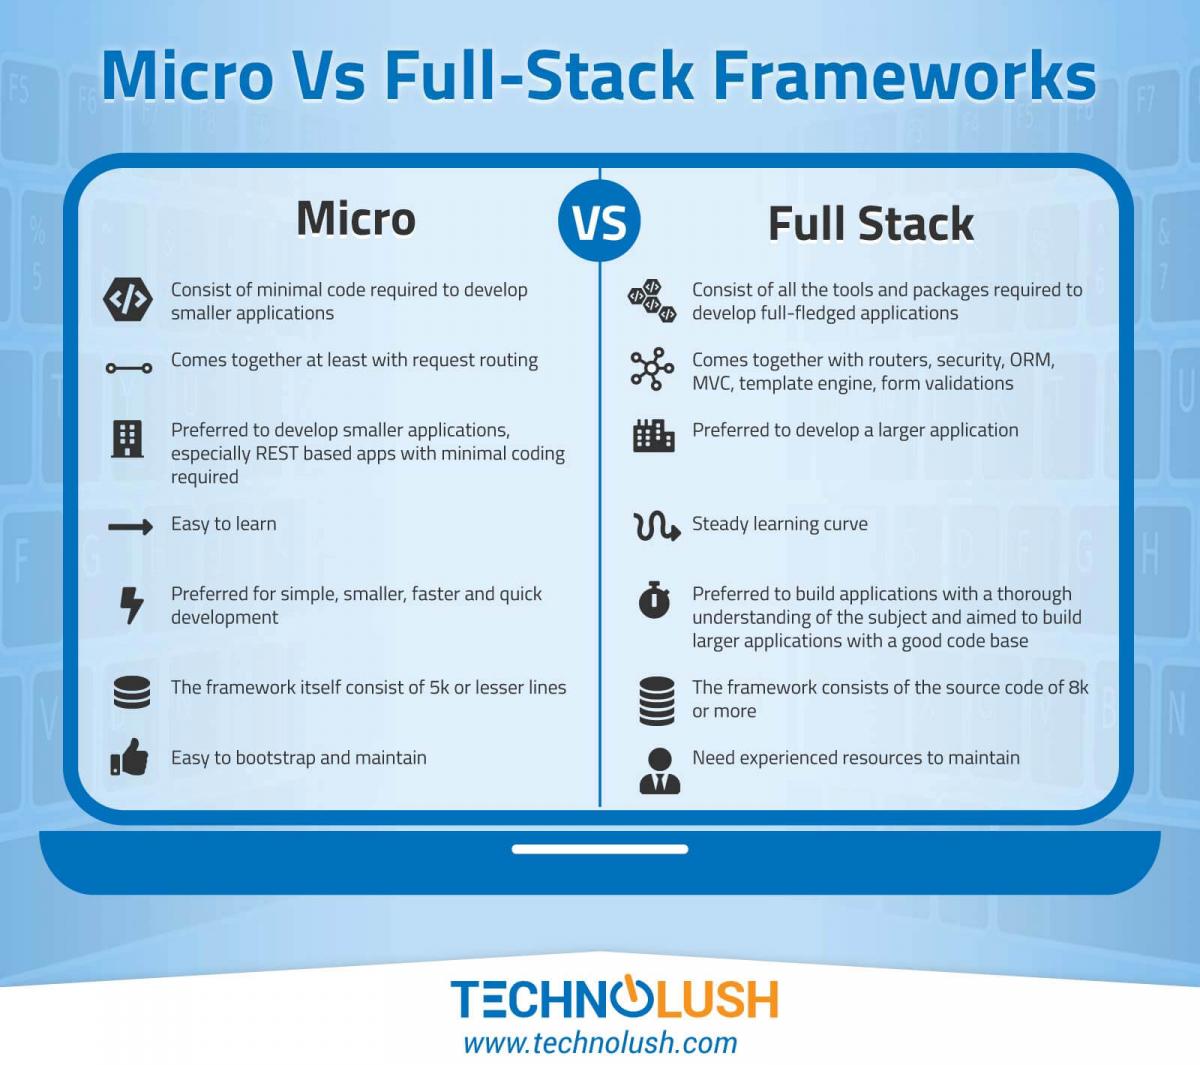 Micro Vs Full-Stack Frameworks
Micro
VS
Full Stack
Consist of minimal code required to develop
smaller applications
Comes together at least with request routing
Preferred to develop smaller applications,
especially REST based apps with minimal coding
required
Easy to learn
Preferred for simple, smaller, faster and quick
development
The framework itself consist of 5k or lesser lines
Easy to bootstrap and maintain
Consist of all the tools and packages required to
develop full-fledged applications
Comes together with routers, security, ORM,
MVC, template engine, form validations
Preferred to develop a larger application
Steady learning curve
Preferred to build applications with a thorough
understanding of the subject and aimed to build
larger applications with a good code base
The framework consists of the source code of 8k
or more
Need experienced resources to maintain
TECHNOLUSH
www.technolush.com